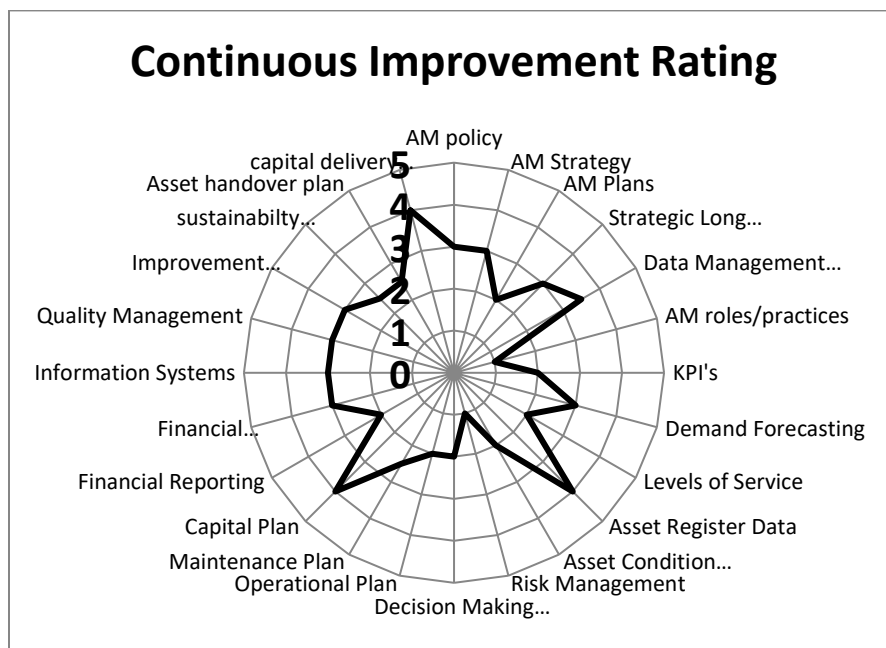 Continuous Improvement Rating
AM policy
AM Strategy
AM Plans
Strategic Long...
Data Management...
AM roles/practices
KPI's
Demand Forecasting
Levels of Service
Asset Register Data
Asset Condition...
Risk Management
Decision Making...
Operational Plan
Maintenance Plan
Capital Plan
Financial Reporting
Financial...
Information Systems
Quality Management
Improvement...
sustainabilty...
Asset handover plan
capital delivery...
5
4
3
2
1
0